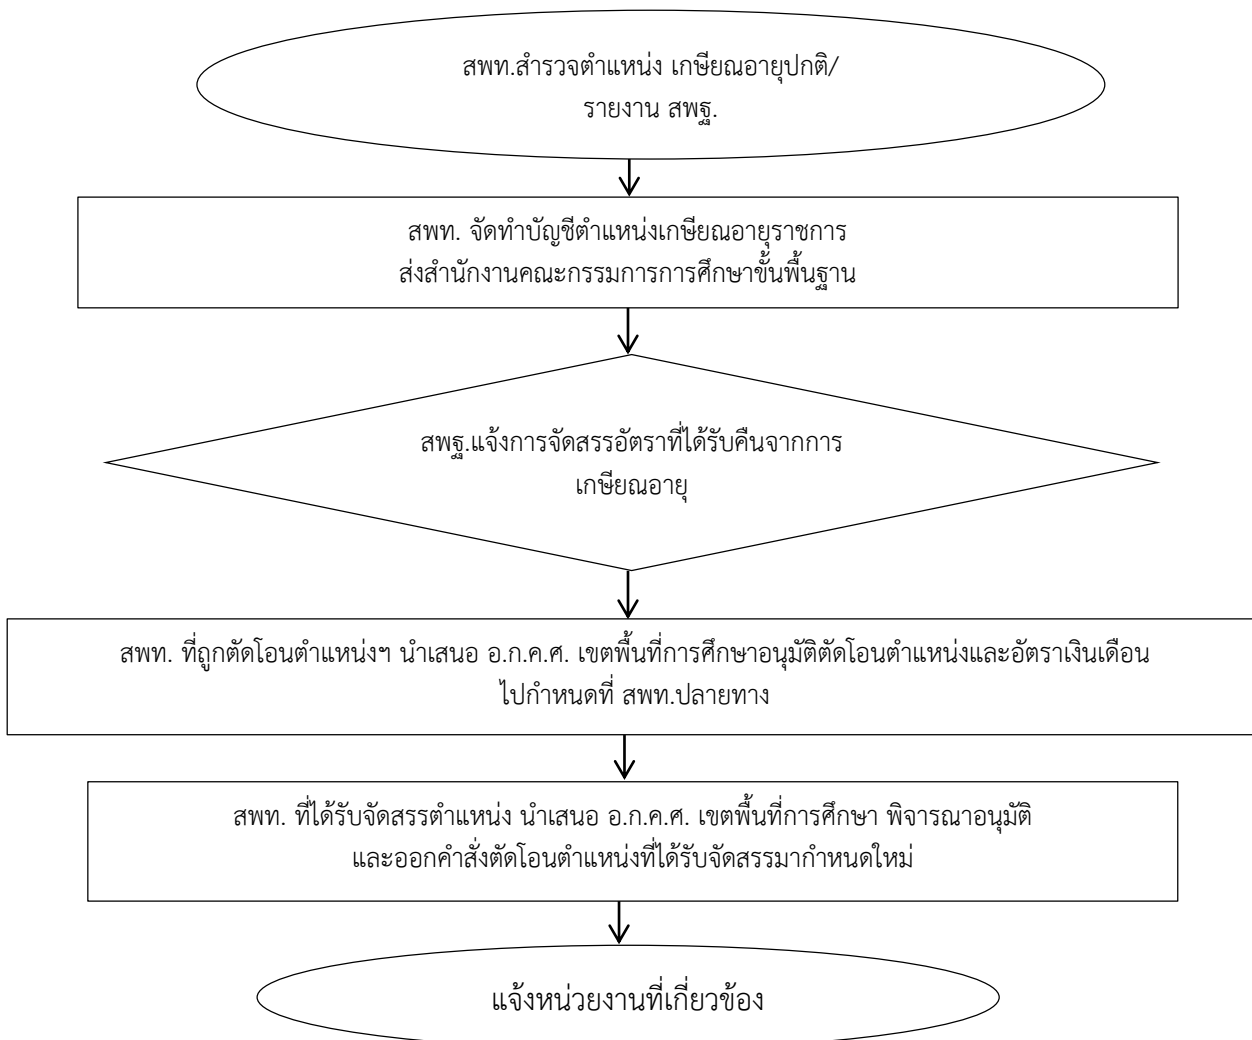 สพท.สำรวจตำแหน่ง เกษียณอายุปกติ/
รายงาน สพฐ.
สพท. จัดทำบัญชีตำแหน่งเกษียณอายุราชการ
ส่งสำนักงานคณะกรรมการการศึกษาขั้นพื้นฐาน
สพฐ.แจ้งการจัดสรรอัตราที่ได้รับคืนจากการ
เกษียณอายุ
สพท. ที่ถูกตัดโอนตำแหน่งฯ นำเสนอ อ.ก.ค.ศ. เขตพื้นที่การศึกษาอนุมัติตัดโอนตำแหน่งและอัตราเงินเดือน
ไปกำหนดที่ สพท.ปลายทาง
สพท. ที่ได้รับจัดสรรตำแหน่ง นำเสนอ อ.ก.ค.ศ. เขตพื้นที่การศึกษา พิจารณาอนุมัติ
และออกคำสั่งตัดโอนตำแหน่งที่ได้รับจัดสรรมากำหนดใหม่
แจ้งหน่วยงานที่เกี่ยวข้อง